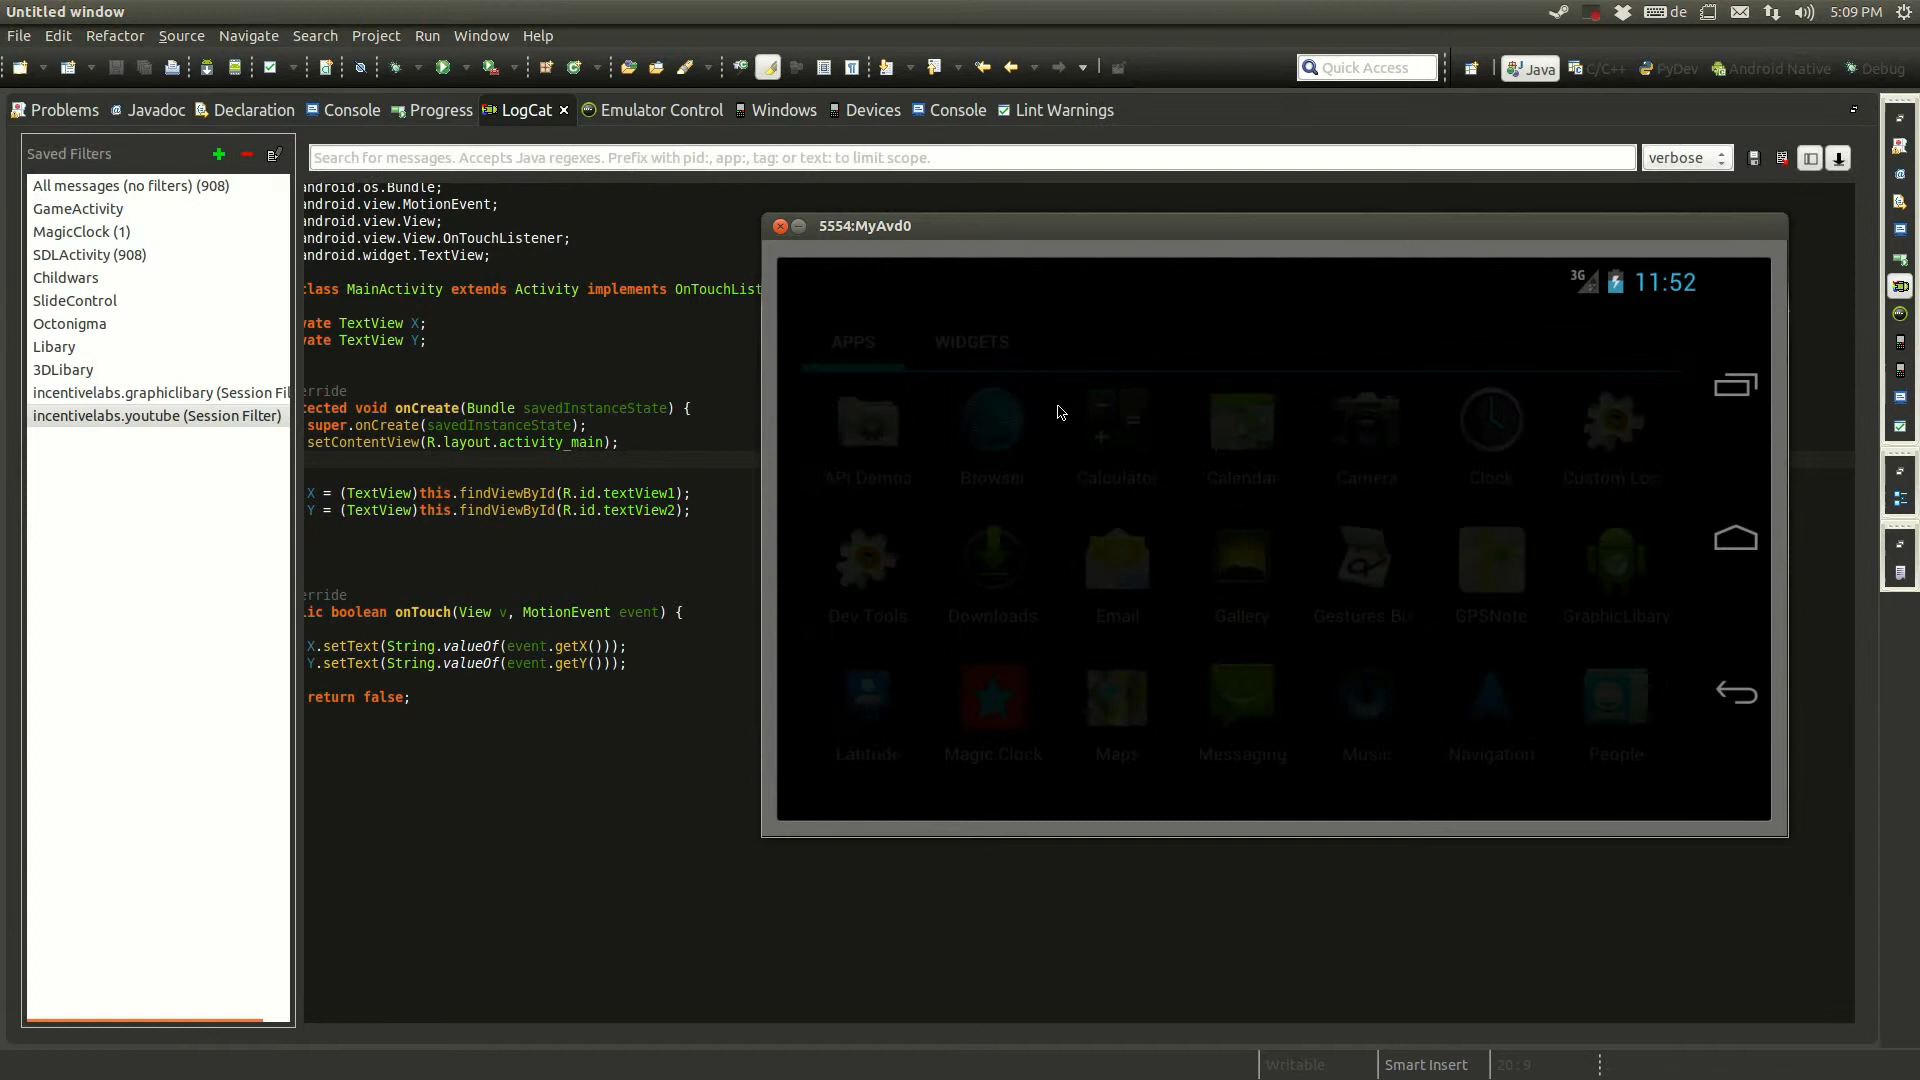 Untitled window
de
5:09 PM
File Edit Refactor Source Navigate Search Project Run Window Help
Quick Access
Java
C/C++
PyDev
Android Native
Debug
Problems
Javadoc
Declaration
Console
Progress
LogCat
Emulator Control
Windows
Devices
Console
Lint Warnings
Saved Filters
Search for messages. Accepts Java regexes. Prefix with pid:, app:, tag: or text: to limit scope.
verbose
All messages (no filters) (908)
GameActivity
MagicClock (1)
SDLActivity (908)
Childwars
SlideControl
Octonigma
Libary
3DLibary
incentivelabs.graphiclibary (Session Fil
incentivelabs.youtube (Session Filter)
android.os.Bundle;
android.view.MotionEvent;
android.view.View;
android.view.View.OnTouchListener;
android.widget.TextView;
class MainActivity extends Activity implements OnTouchList
vate TextView X;
vate TextView Y;
erride
tected void onCreate(Bundle savedInstanceState) {
super.onCreate(savedInstanceState);
setContentView(R.layout.activity_main);
X = (TextView)this.findViewById(R.id.textView1);
Y = (TextView)this.findViewById(R.id.textView2);
erride
lic boolean onTouch(View v, MotionEvent event) {
X.setText(String.valueOf(event.getX()));
Y.setText(String.valueOf(event.getY()));
return false;
5554:MyAvd0
3G
11:52
APPS
WIDGETS
API Demos
Browser
Calculator
Calendar
Camera
Clock
Custom Loc
Dev Tools
Downloads
Email
Gallery
Gestures Bu
GPSNote
GraphicLibary
Latitude
Magic Clock
Maps
Messaging
Music
Navigation
People
Writable
Smart Insert
20 : 9